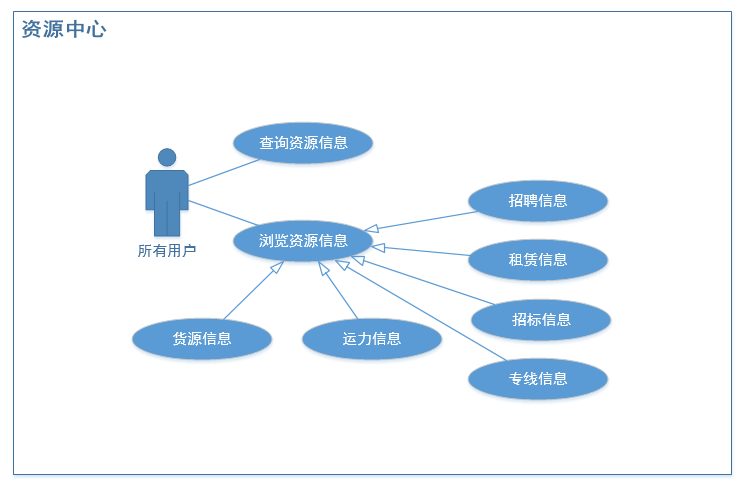 资源中心
查询资源信息
招聘信息
浏览资源信息
所有用户
租赁信息
招标信息
货源信息
运力信息
专线信息